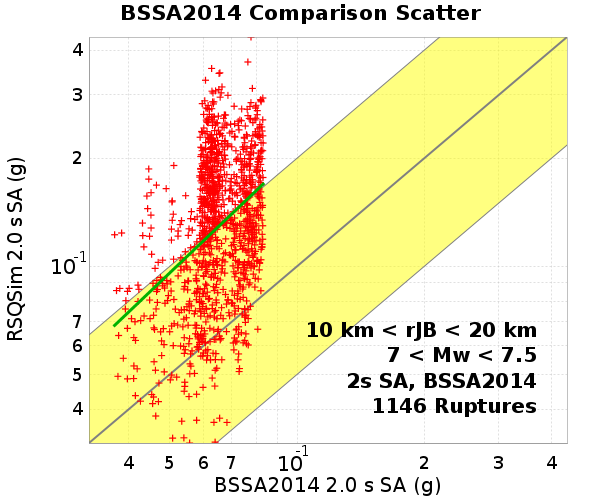 BSSA2014 Comparison Scatter
RSQSim 2.0 s SA (g)
4
3
2
10-1
7
6
5
4
10 km < rJB < 20 km
7 < Mw < 7.5
2s SA, BSSA2014
1146 Ruptures
4 5 6 7 10-1 2 3 4
BSSA2014 2.0 s SA (g)